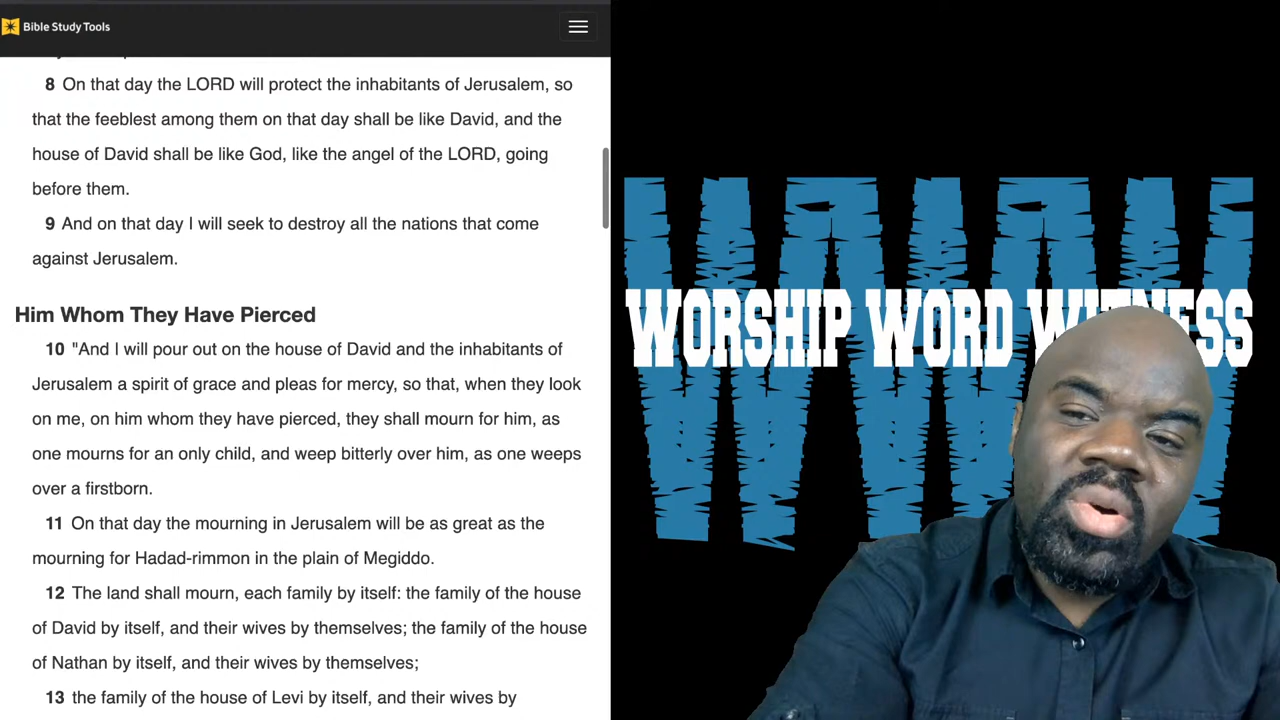 Bible Study Tools
8 On that day the LORD will protect the inhabitants of Jerusalem, so
that the feeblest among them on that day shall be like David, and the
house of David shall be like God, like the angel of the LORD, going
before them.
9 And on that day I will seek to destroy all the nations that come
against Jerusalem.
Him Whom They Have Pierced
10 "And I will pour out on the house of David and the inhabitants of
Jerusalem a spirit of grace and pleas for mercy, so that, when they look
on me, on him whom they have pierced, they shall mourn for him, as
one mourns for an only child, and weep bitterly over him, as one weeps
over a firstborn.
11 On that day the mourning in Jerusalem will be as great as the
mourning for Hadad-rimmon in the plain of Megiddo.
12 The land shall mourn, each family by itself: the family of the house
of David by itself, and their wives by themselves; the family of the house
of Nathan by itself, and their wives by themselves;
13 the family of the house of Levi by itself, and their wives by
WWW
WORSHIP WORD WITNESS